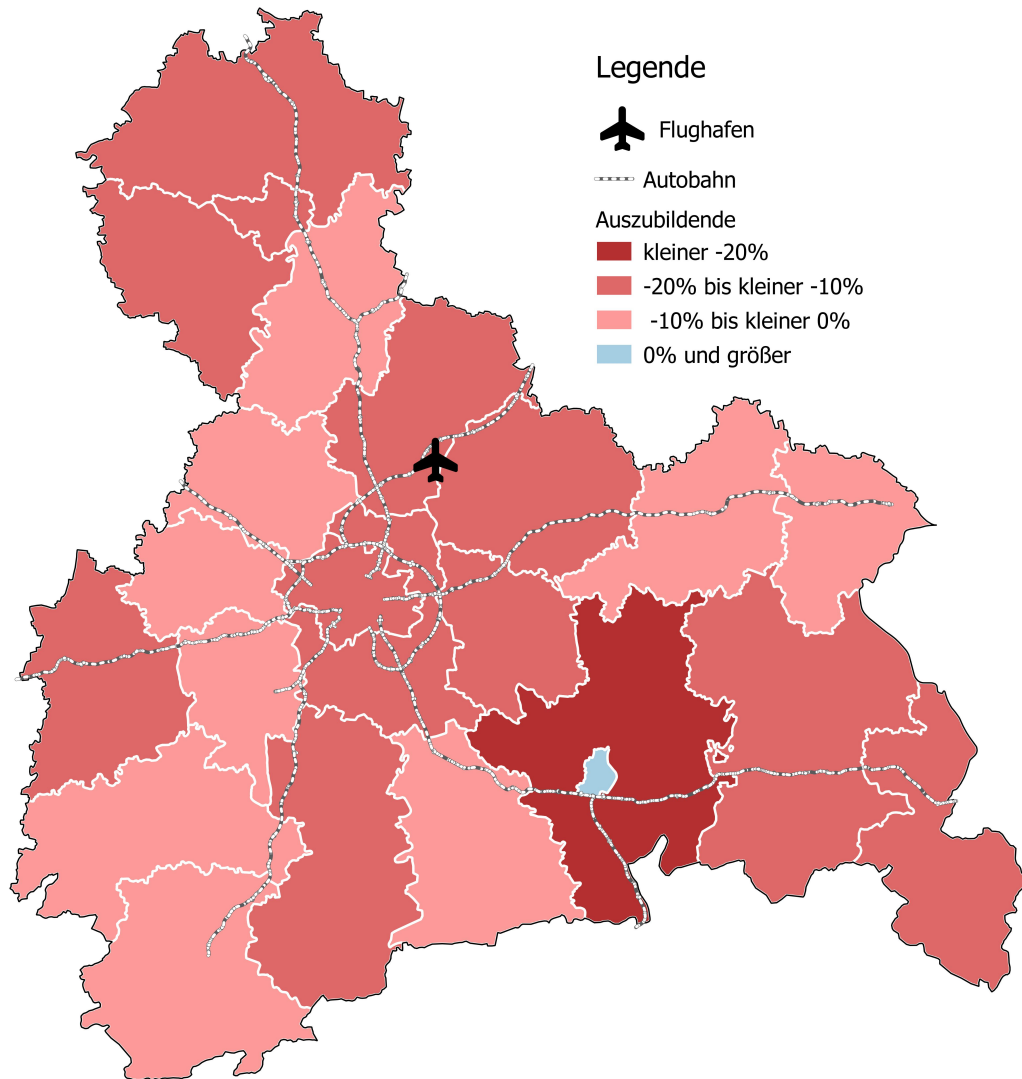 Legende
Flughafen
Autobahn
Auszubildende
kleiner -20%
-20% bis kleiner -10%
-10% bis kleiner 0%
0% und größer